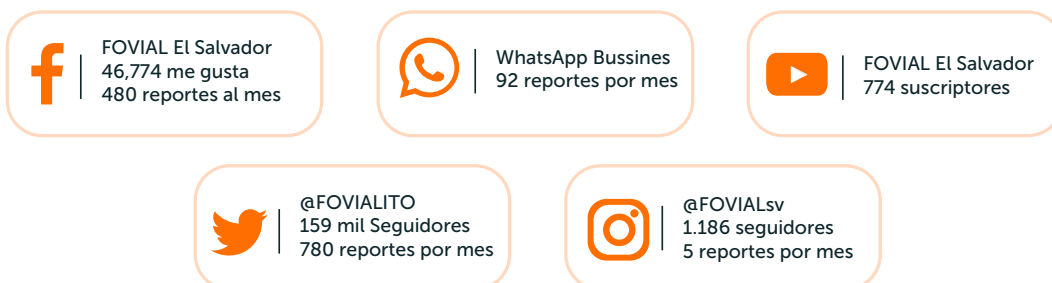 FOVIAL El Salvador
46,774 me gusta
480 reportes al mes
WhatsApp Bussines
92 reportes por mes
FOVIAL El Salvador
774 suscriptores
@FOVIALITO
159 mil Seguidores
780 reportes por mes
@FOVIALsv
1.186 seguidores
5 reportes por mes